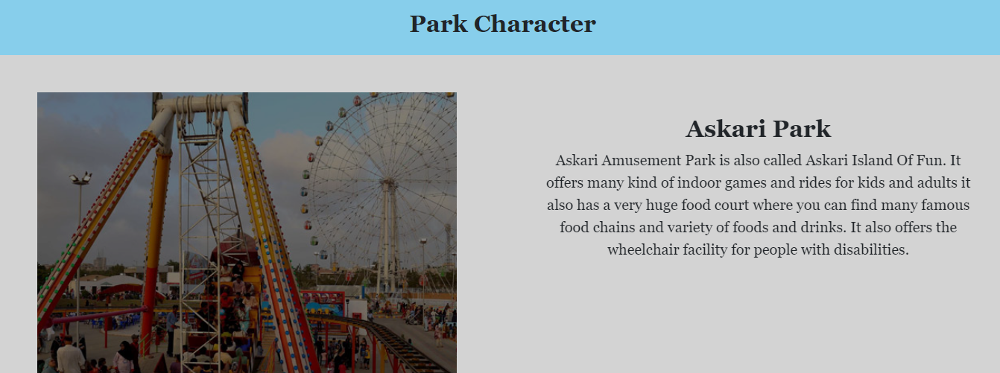 Park Character
Askari Park
Askari Amusement Park is also called Askari Island Of Fun. It
offers many kind of indoor games and rides for kids and adults it
also has a very huge food court where you can find many famous
food chains and variety of foods and drinks. It also offers the
wheelchair facility for people with disabilities.